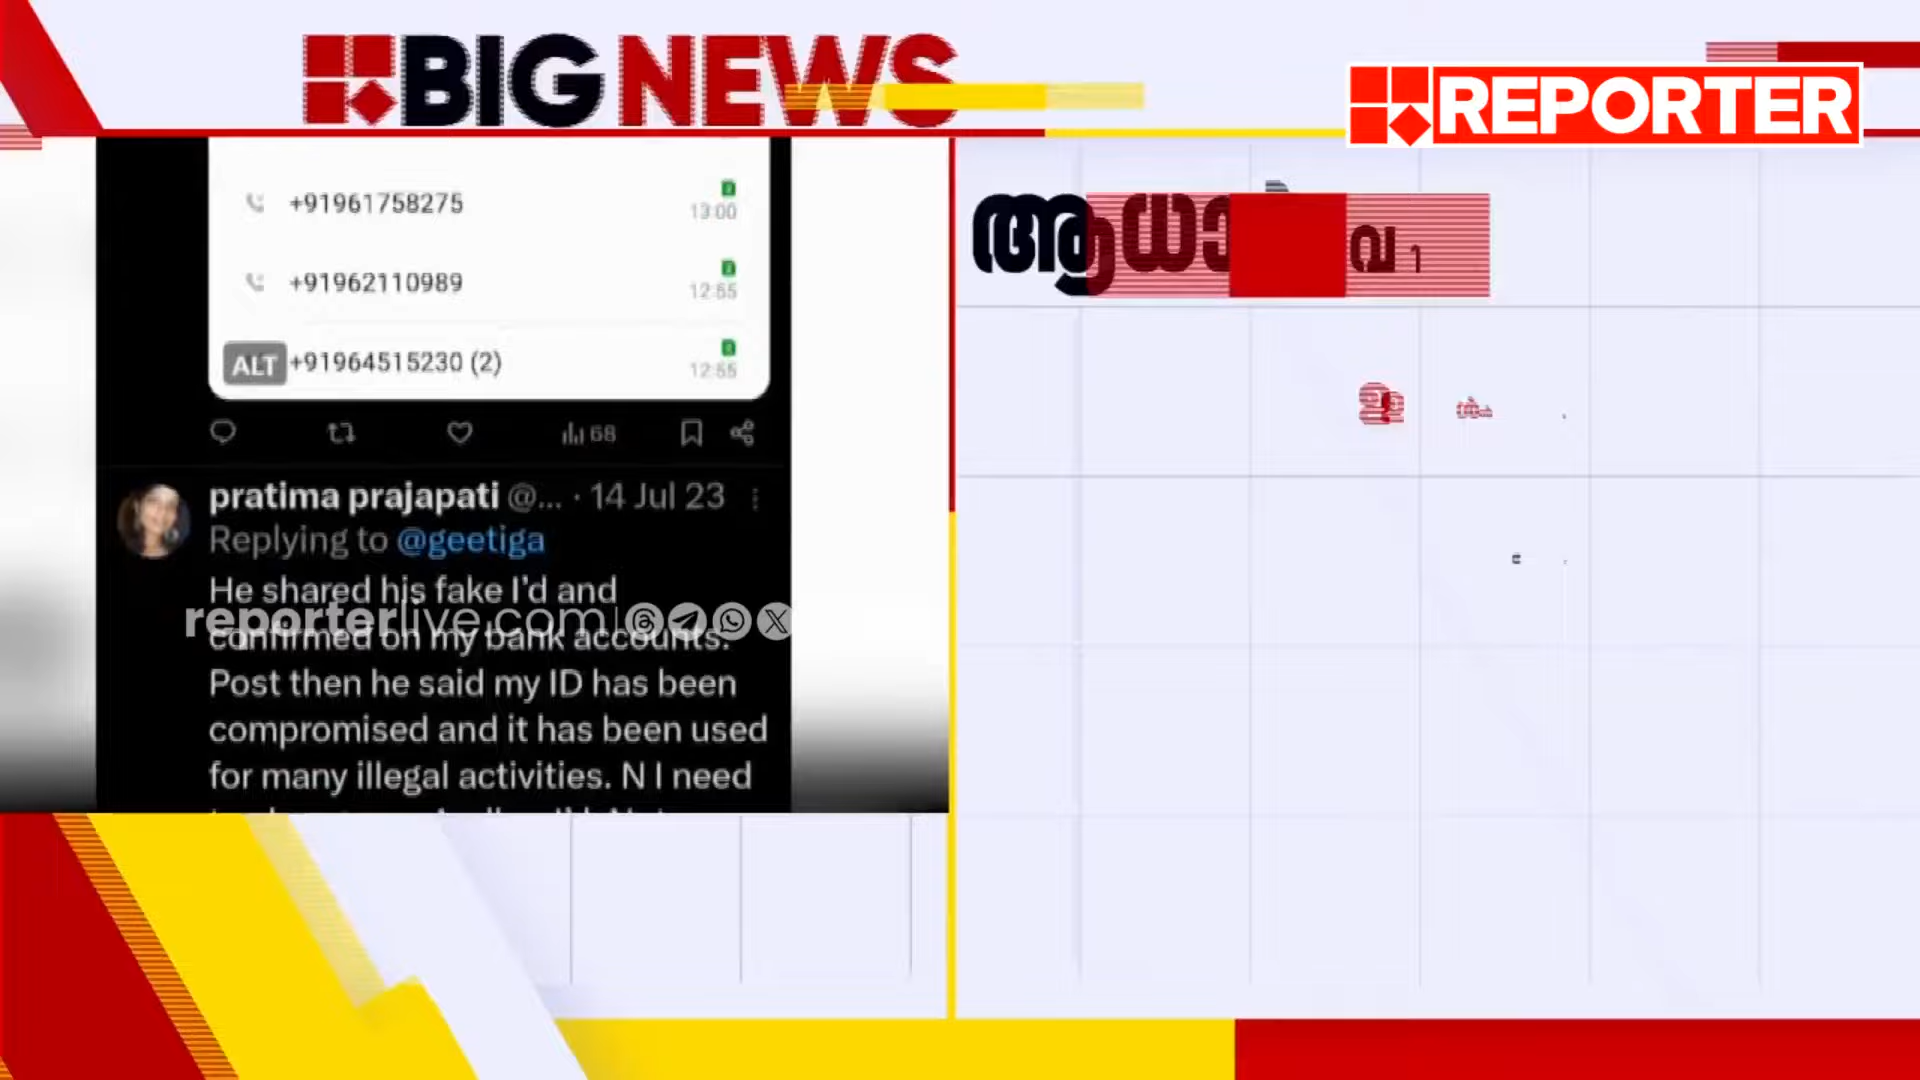 BIG NEWS
REPORTER
+91961758275
13:00
+91962110989
12:55
ALT +91964515230 (2)
12:55
68
pratima prajapati @... · 14 Jul 23
Replying to @geetiga
He shared his fake I'd and
reporterlive.com
confirmed on my bank accounts.
Post then he said my ID has been
compromised and it has been used
for many illegal activities. N I need